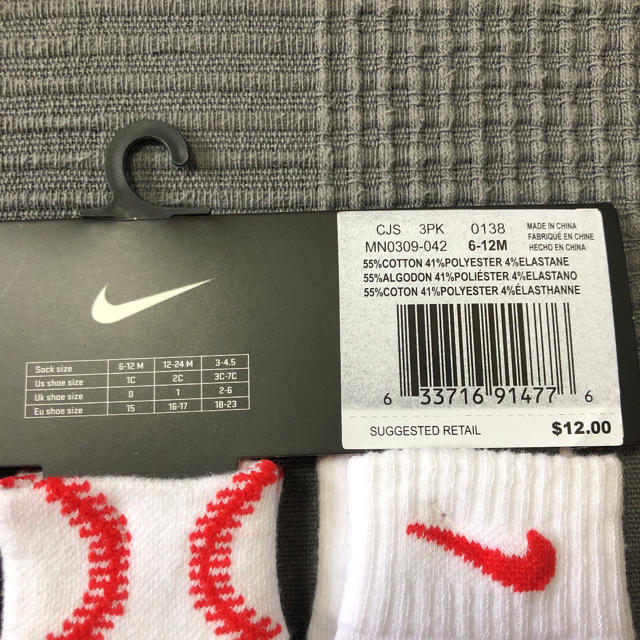 CJS 3PK 0138
MADE IN CHINA
FABRIQUÉ EN CHINE
HECHO EN CHINA
MN0309-042 6-12M
55%COTTON 41%POLYESTER 4%ELASTANE
55%ALGODON 41%POLIÉSTER 4%ELASTANO
55%COTON 41%POLYESTER 4%ÉLASTHANNE
6 33716 91477 6
SUGGESTED RETAIL $12.00
Sock size 6-12 M 12-24 M 3-4.5
Us shoe size 1C 2C 3C-7C
Uk shoe size 0 1 2-6
Eu shoe size 15 16-17 18-23